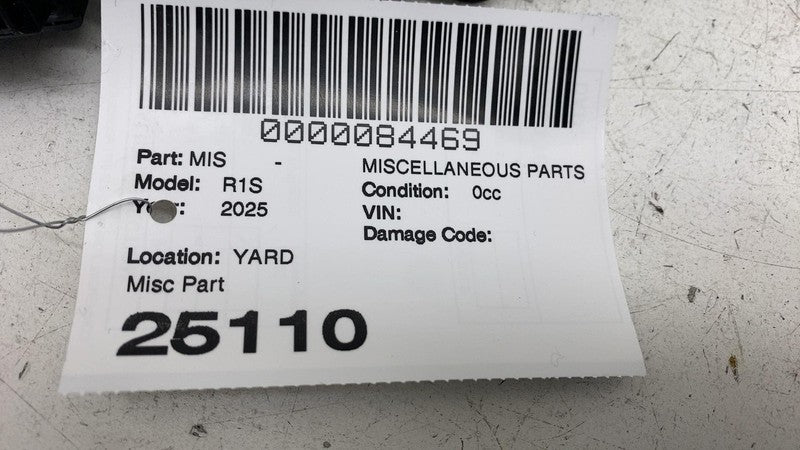 0000084469
Part: MIS - MISCELLANEOUS PARTS
Model: R1S Condition: 0cc
2025 VIN:
Damage Code:
Location: YARD
Misc Part
25110